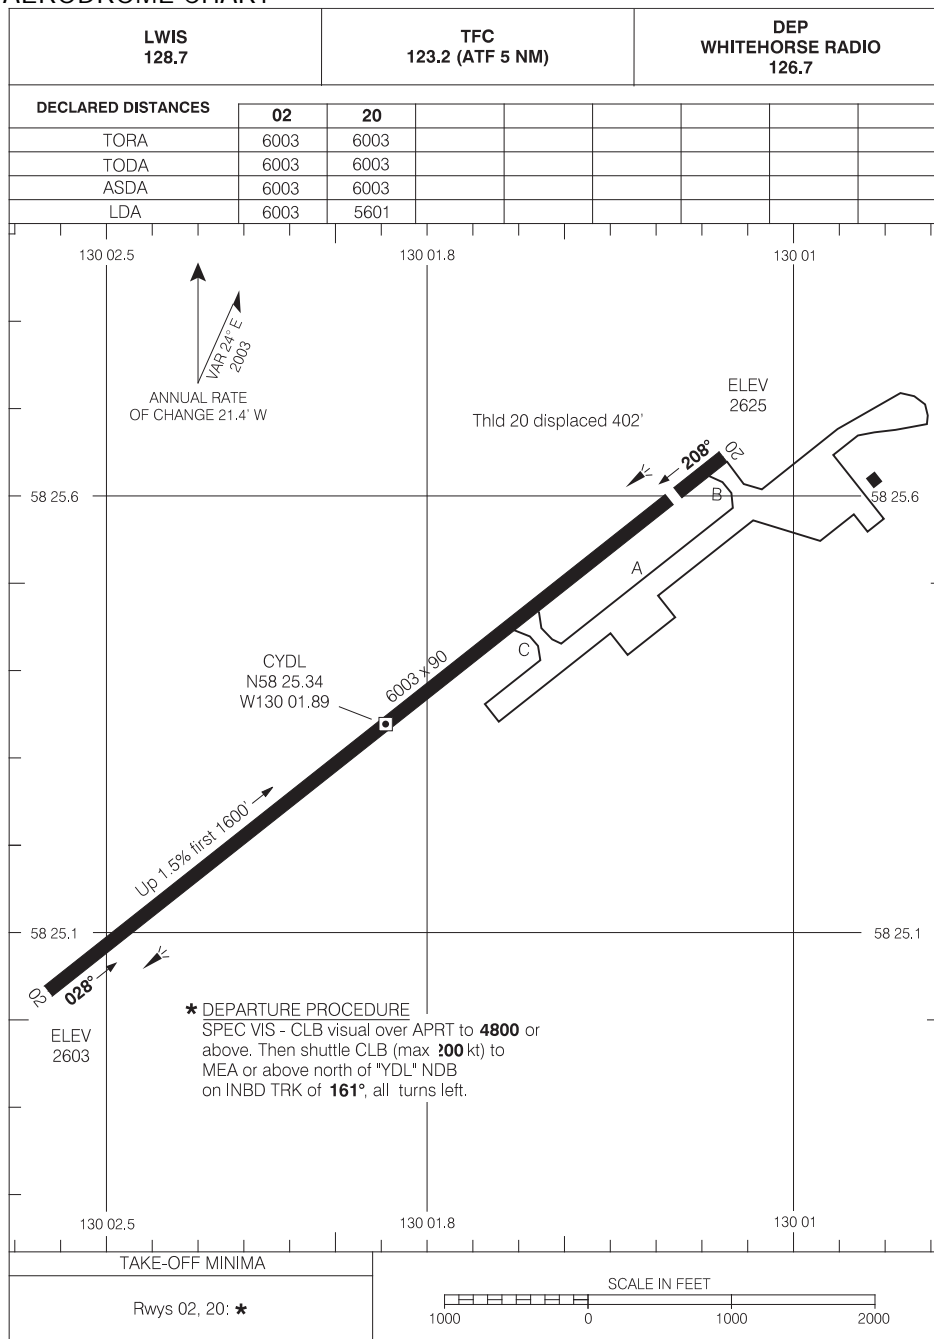 AERODROME CHART
LWIS
128.7
TFC
123.2 (ATF 5 NM)
DEP
WHITEHORSE RADIO
126.7
DECLARED DISTANCES 02 20
TORA 6003 6003
TODA 6003 6003
ASDA 6003 6003
LDA 6003 5601
130 02.5 130 01.8 130 01
VAR 24° E
2003
ANNUAL RATE
OF CHANGE 21.4' W
ELEV
2625
Thld 20 displaced 402'
208°
20
58 25.6 58 25.6
B
A
C
6003 x 90
CYDL
N58 25.34
W130 01.89
Up 1.5% first 1600'
58 25.1 58 25.1
02
028°
ELEV
2603
* DEPARTURE PROCEDURE
SPEC VIS - CLB visual over APRT to 4800 or
above. Then shuttle CLB (max 200 kt) to
MEA or above north of "YDL" NDB
on INBD TRK of 161°, all turns left.
130 02.5 130 01.8 130 01
TAKE-OFF MINIMA
Rwys 02, 20: *
SCALE IN FEET
1000 0 1000 2000